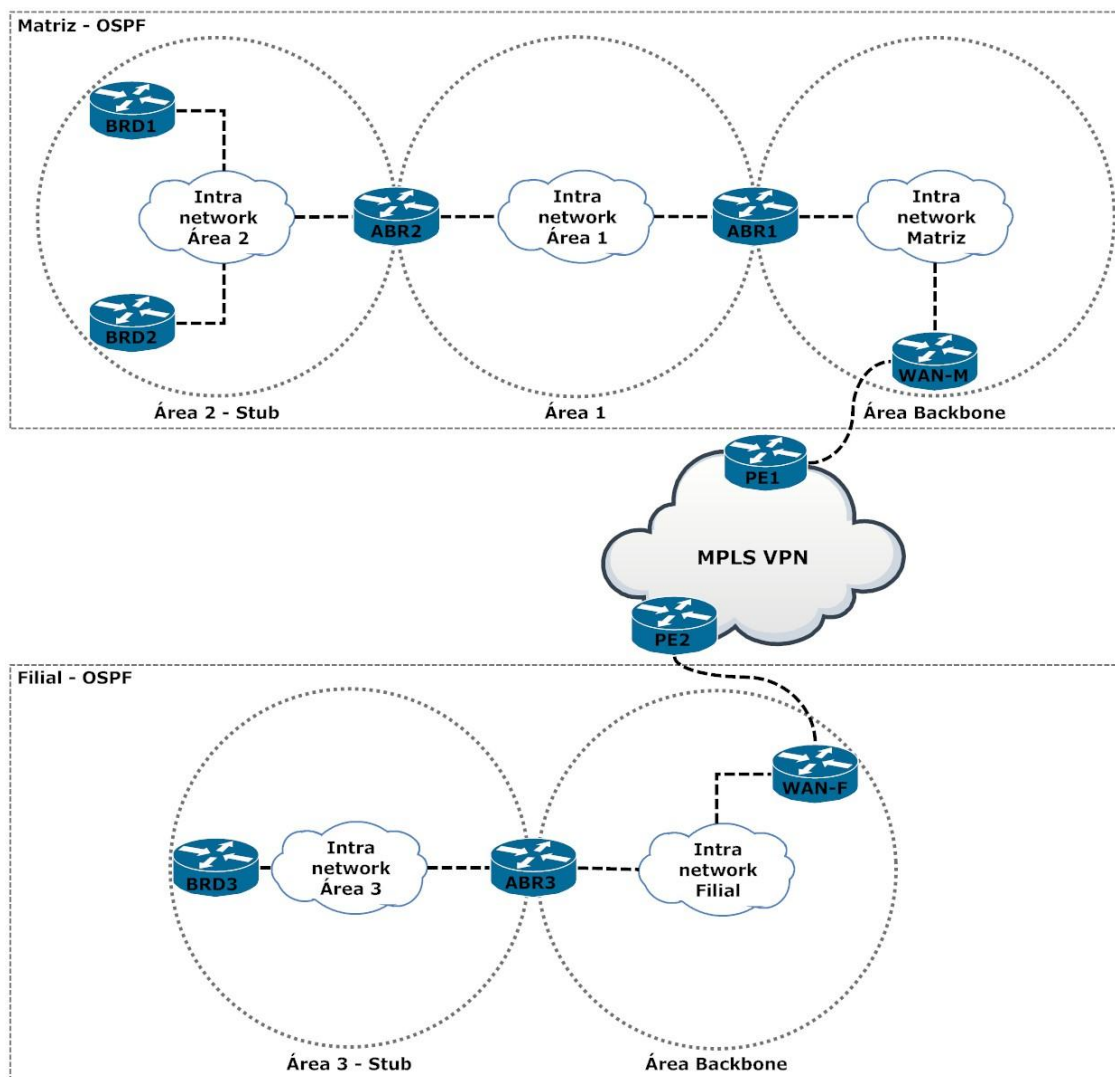 Matriz - OSPF
BRD1
Intra
network
Área 2
ABR2
Intra
network
Área 1
ABR1
Intra
network
Matriz
BRD2
WAN-M
Área 2 - Stub
Área 1
Área Backbone
PE1
MPLS VPN
PE2
Filial - OSPF
WAN-F
BRD3
Intra
network
Área 3
ABR3
Intra
network
Filial
Área 3 - Stub
Área Backbone